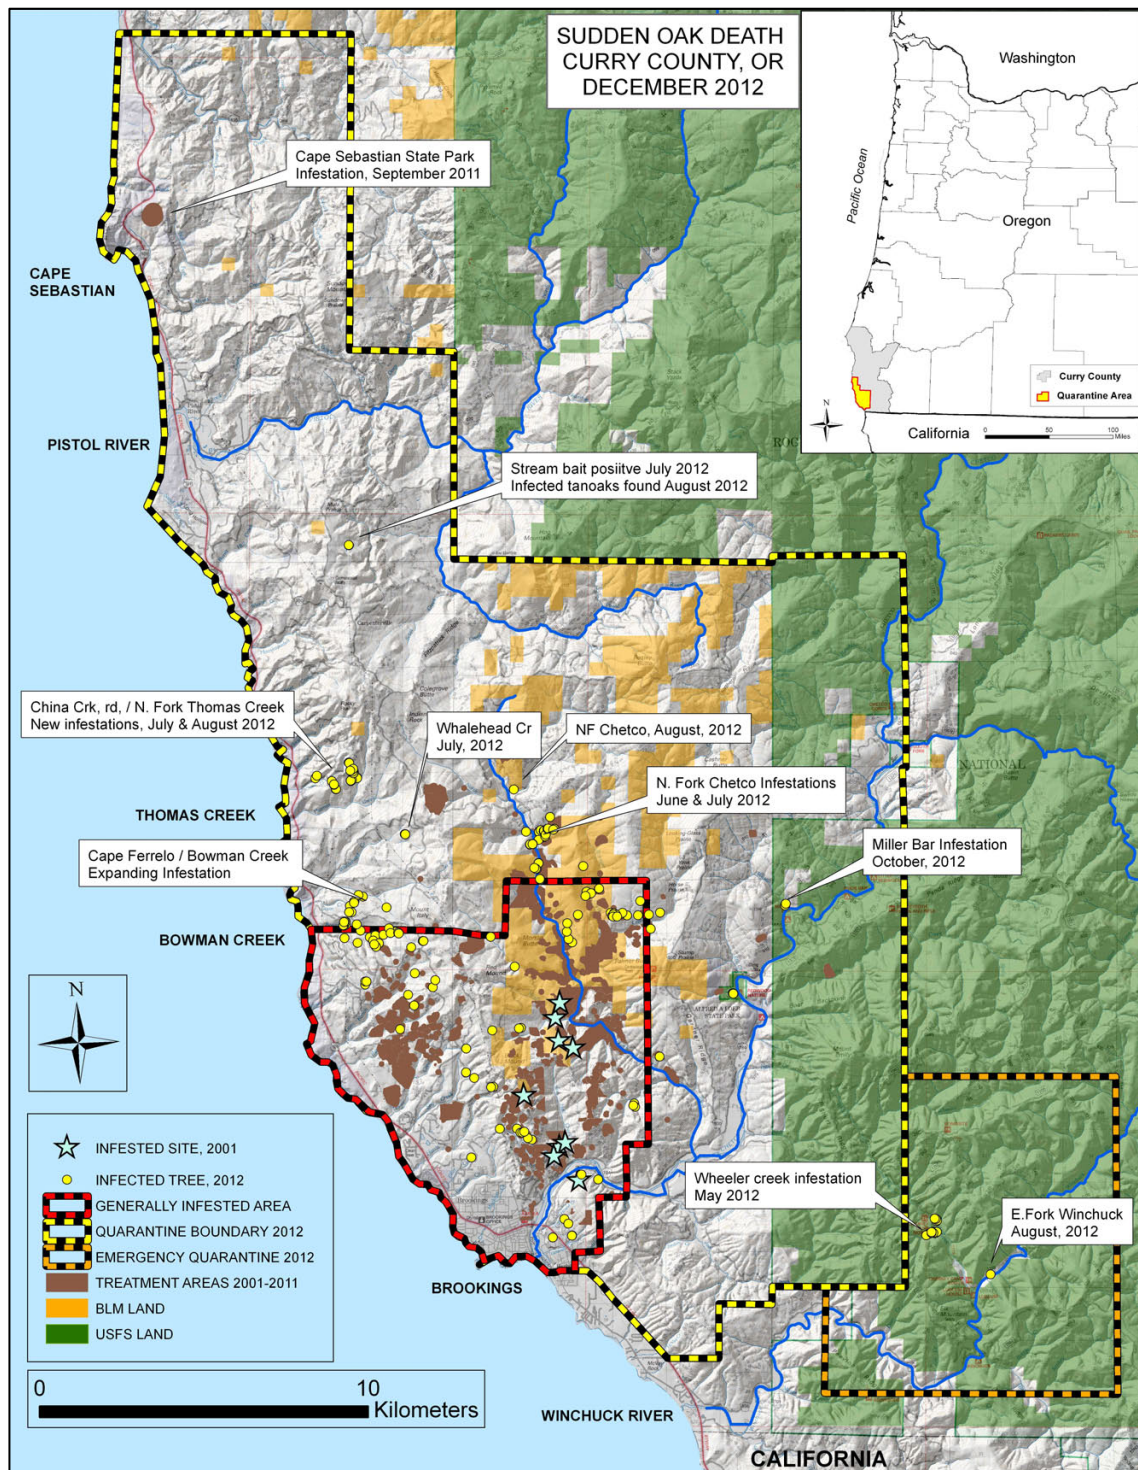 SUDDEN OAK DEATH
CURRY COUNTY, OR
DECEMBER 2012
Washington
Pacific Ocean
Oregon
Curry County
Quarantine Area
N
California
0 50 100
Miles
Cape Sebastian State Park
Infestation, September 2011
CAPE
SEBASTIAN
PISTOL RIVER
Stream bait posiitve July 2012
Infected tanoaks found August 2012
China Crk, rd, / N. Fork Thomas Creek
New infestations, July & August 2012
Whalehead Cr
July, 2012
NF Chetco, August, 2012
NATIONAL
N. Fork Chetco Infestations
June & July 2012
THOMAS CREEK
Miller Bar Infestation
October, 2012
Cape Ferrelo / Bowman Creek
Expanding Infestation
BOWMAN CREEK
N
INFESTED SITE, 2001
INFECTED TREE, 2012
GENERALLY INFESTED AREA
QUARANTINE BOUNDARY 2012
EMERGENCY QUARANTINE 2012
TREATMENT AREAS 2001-2011
BLM LAND
USFS LAND
Wheeler creek infestation
May 2012
E.Fork Winchuck
August, 2012
Brookings
BROOKINGS
0 10
Kilometers
WINCHUCK RIVER
CALIFORNIA